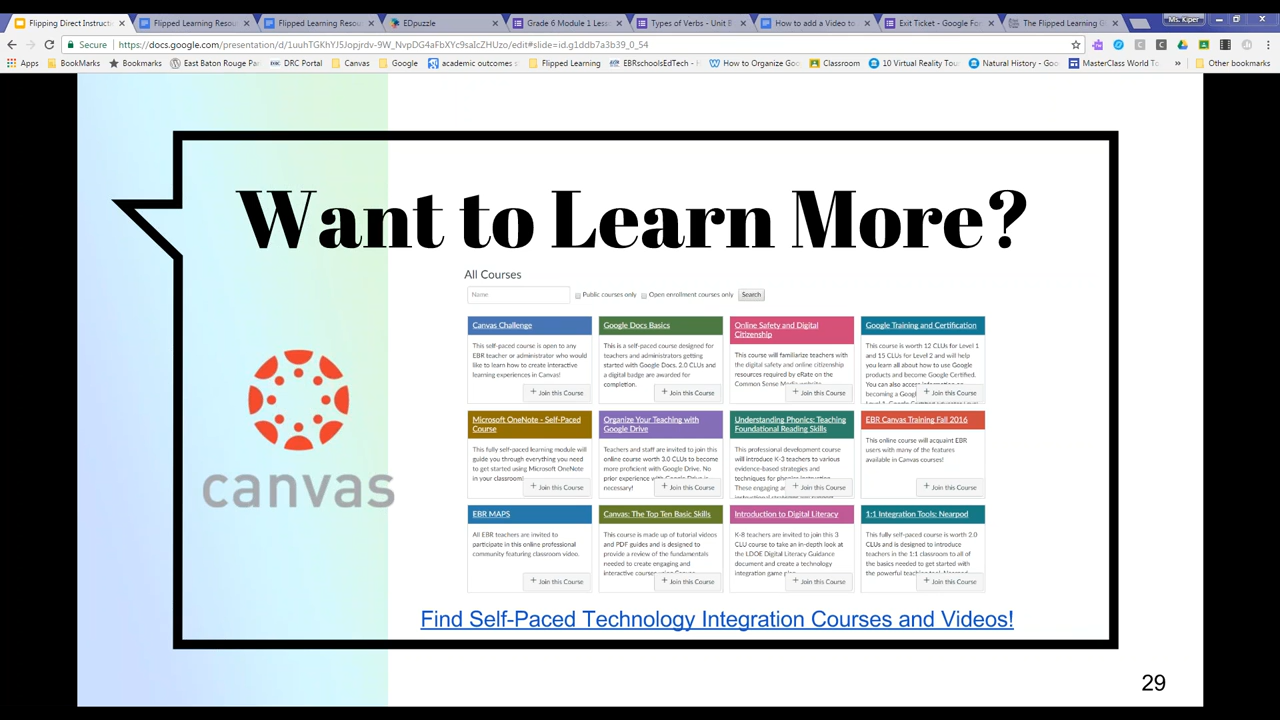 Flipping Direct Instructi
Flipped Learning Resou
Flipped Learning Resou
EDpuzzle
Grade 6 Module 1 Less
Types of Verbs - Unit B
How to add a Video to
Exit Ticket - Google Fo
The Flipped Learning G
Ms. Kiper
Secure
https://docs.google.com/presentation/d/1uuhTGKhYJ5Jopjrdv-9W_NvpDG4aFbXYc9saIcZHUzo/edit#slide=id.g1ddb7a3b39_0_54
Apps
BookMarks
Bookmarks
East Baton Rouge Pa
DRC Portal
Canvas
Google
academic outcomes
Flipped Learning
EBRschoolsEdTech -
How to Organize Goo
Classroom
10 Virtual Reality Tou
Natural History - Goo
MasterClass World To
»
Other bookmarks
Want to Learn More?
All Courses
Name
Public courses only
Open enrollment courses only
Search
Canvas Challenge
This self-paced course is open to any
EBR teacher or administrator who would
like to learn how to create interactive
learning experiences in Canvas!
+ Join this Course
Google Docs Basics
This is a self-paced course designed for
teachers and administrators getting
started with Google Docs. 2.0 CLUs and
a digital badge are awarded for
completion.
+ Join this Course
Online Safety and Digital
Citizenship
This course will familiarize teachers with
the digital safety and online citizenship
resources required by eRate on the
Common Sense Media website.
+ Join this Course
Google Training and Certification
This course is worth 12 CLUs for Level 1
and 15 CLUs for Level 2 and will help
you learn all about how to use Google
products and become Google Certified.
You can also access
becoming a Googl
+ Join this Course
Microsoft OneNote - Self-Paced
Course
This fully self-paced learning module will
guide you through everything you need
to get started using Microsoft OneNote
in your classroom!
+ Join this Course
Organize Your Teaching with
Google Drive
Teachers and staff are invited to join this
online course worth 3.0 CLUs to become
more proficient with Google Drive. No
prior experience
necessary!
+ Join this Course
Understanding Phonics: Teaching
Foundational Reading Skills
This professional development course
will introduce K-3 teachers to various
evidence-based strategies and
techniques for phonics instruction.
These engaging
+ Join this Course
EBR Canvas Training Fall 2016
This online course will acquaint EBR
users with many of the features
available in Canvas courses!
+ Join this Course
canvas
EBR MAPS
All EBR teachers are invited to
participate in this online professional
community featuring classroom video.
+ Join this Course
Canvas: The Top Ten Basic Skills
This course is made up of tutorial videos
and PDF guides and is designed to
provide a review of the fundamentals
needed to create engaging and
interactive courses
+ Join this Course
Introduction to Digital Literacy
K-8 teachers are invited to join this 3
CLU course to take an in-depth look at
the LDOE Digital Literacy Guidance
document and create a technology
integration game
+ Join this Course
1:1 Integration Tools: Nearpod
This fully self-paced course is worth 2.0
CLUs and is designed to introduce
teachers in the 1:1 classroom to all of
the basics needed to get started with
the powerful
+ Join this Course
Find Self-Paced Technology Integration Courses and Videos!
29